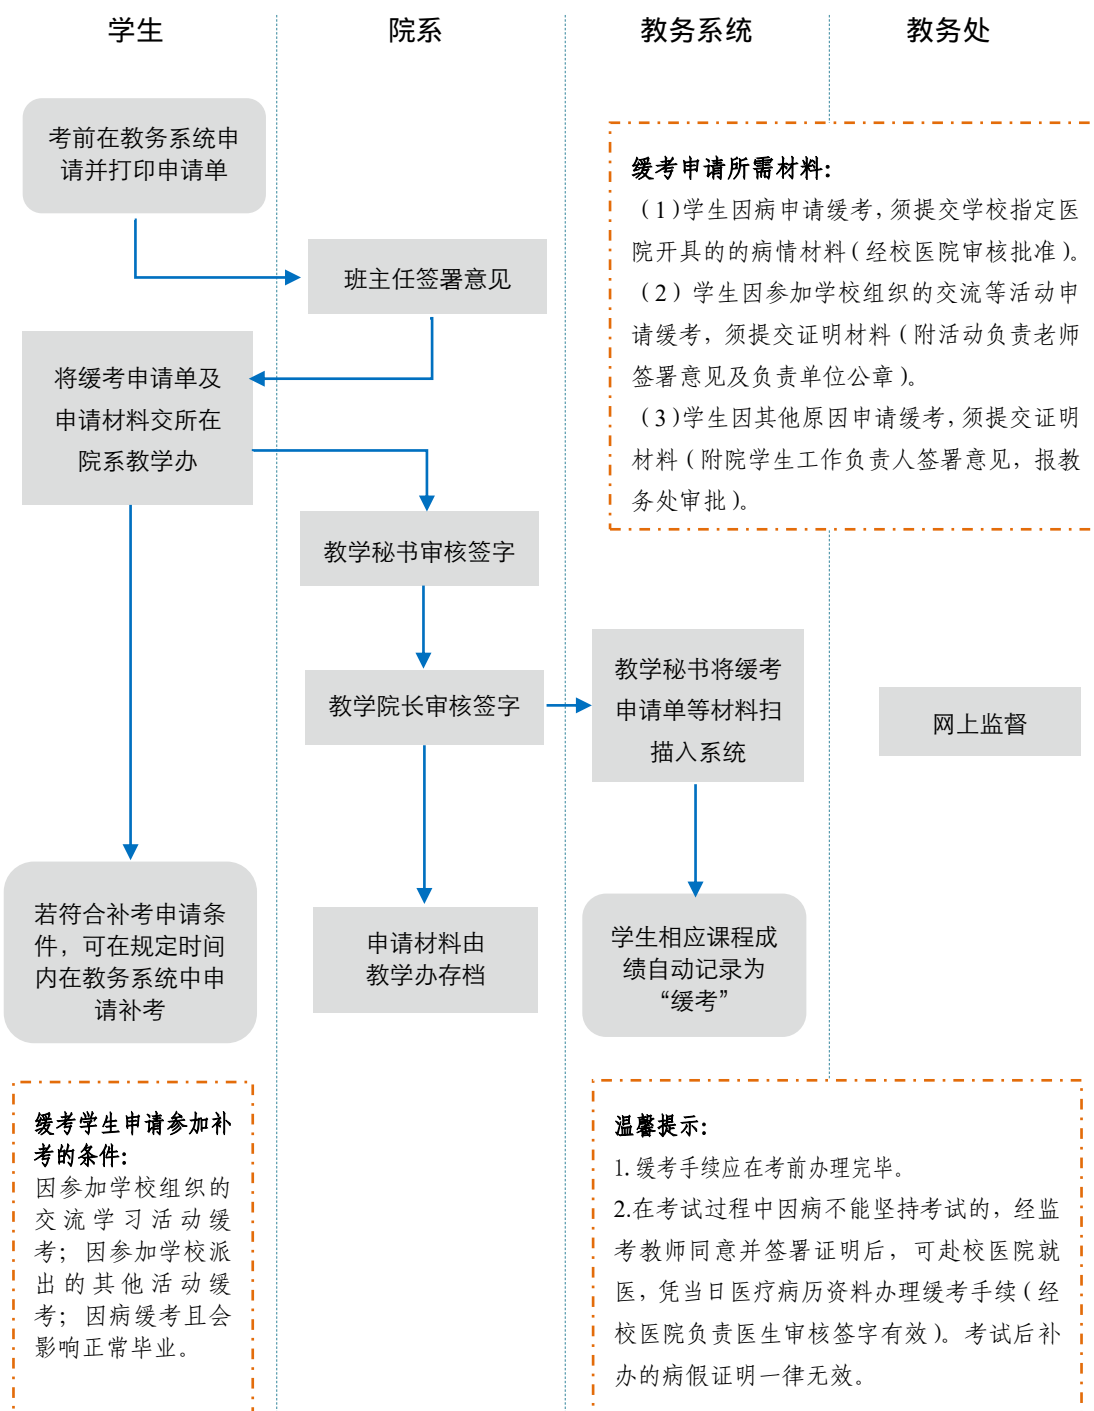 学生 院系 教务系统 教务处
考前在教务系统申
请并打印申请单
缓考申请所需材料：
（1）学生因病申请缓考，须提交学校指定医
院开具的的病情材料（经校医院审核批准）。
（2）学生因参加学校组织的交流等活动申
请缓考，须提交证明材料（附活动负责老师
签署意见及负责单位公章）。
（3）学生因其他原因申请缓考，须提交证明
材料（附院学生工作负责人签署意见，报教
务处审批）。
班主任签署意见
将缓考申请单及
申请材料交所在
院系教学办
教学秘书审核签字
教学院长审核签字
教学秘书将缓考
申请单等材料扫
描入系统
网上监督
若符合补考申请条
件，可在规定时间
内在教务系统中申
请补考
申请材料由
教学办存档
学生相应课程成
绩自动记录为
“缓考”
缓考学生申请参加补
考的条件：
因参加学校组织的
交流学习活动缓
考；因参加学校派
出的其他活动缓
考；因病缓考且会
影响正常毕业。
温馨提示：
1. 缓考手续应在考前办理完毕。
2.在考试过程中因病不能坚持考试的，经监
考教师同意并签署证明后，可赴校医院就
医，凭当日医疗病历资料办理缓考手续（经
校医院负责医生审核签字有效）。考试后补
办的病假证明一律无效。